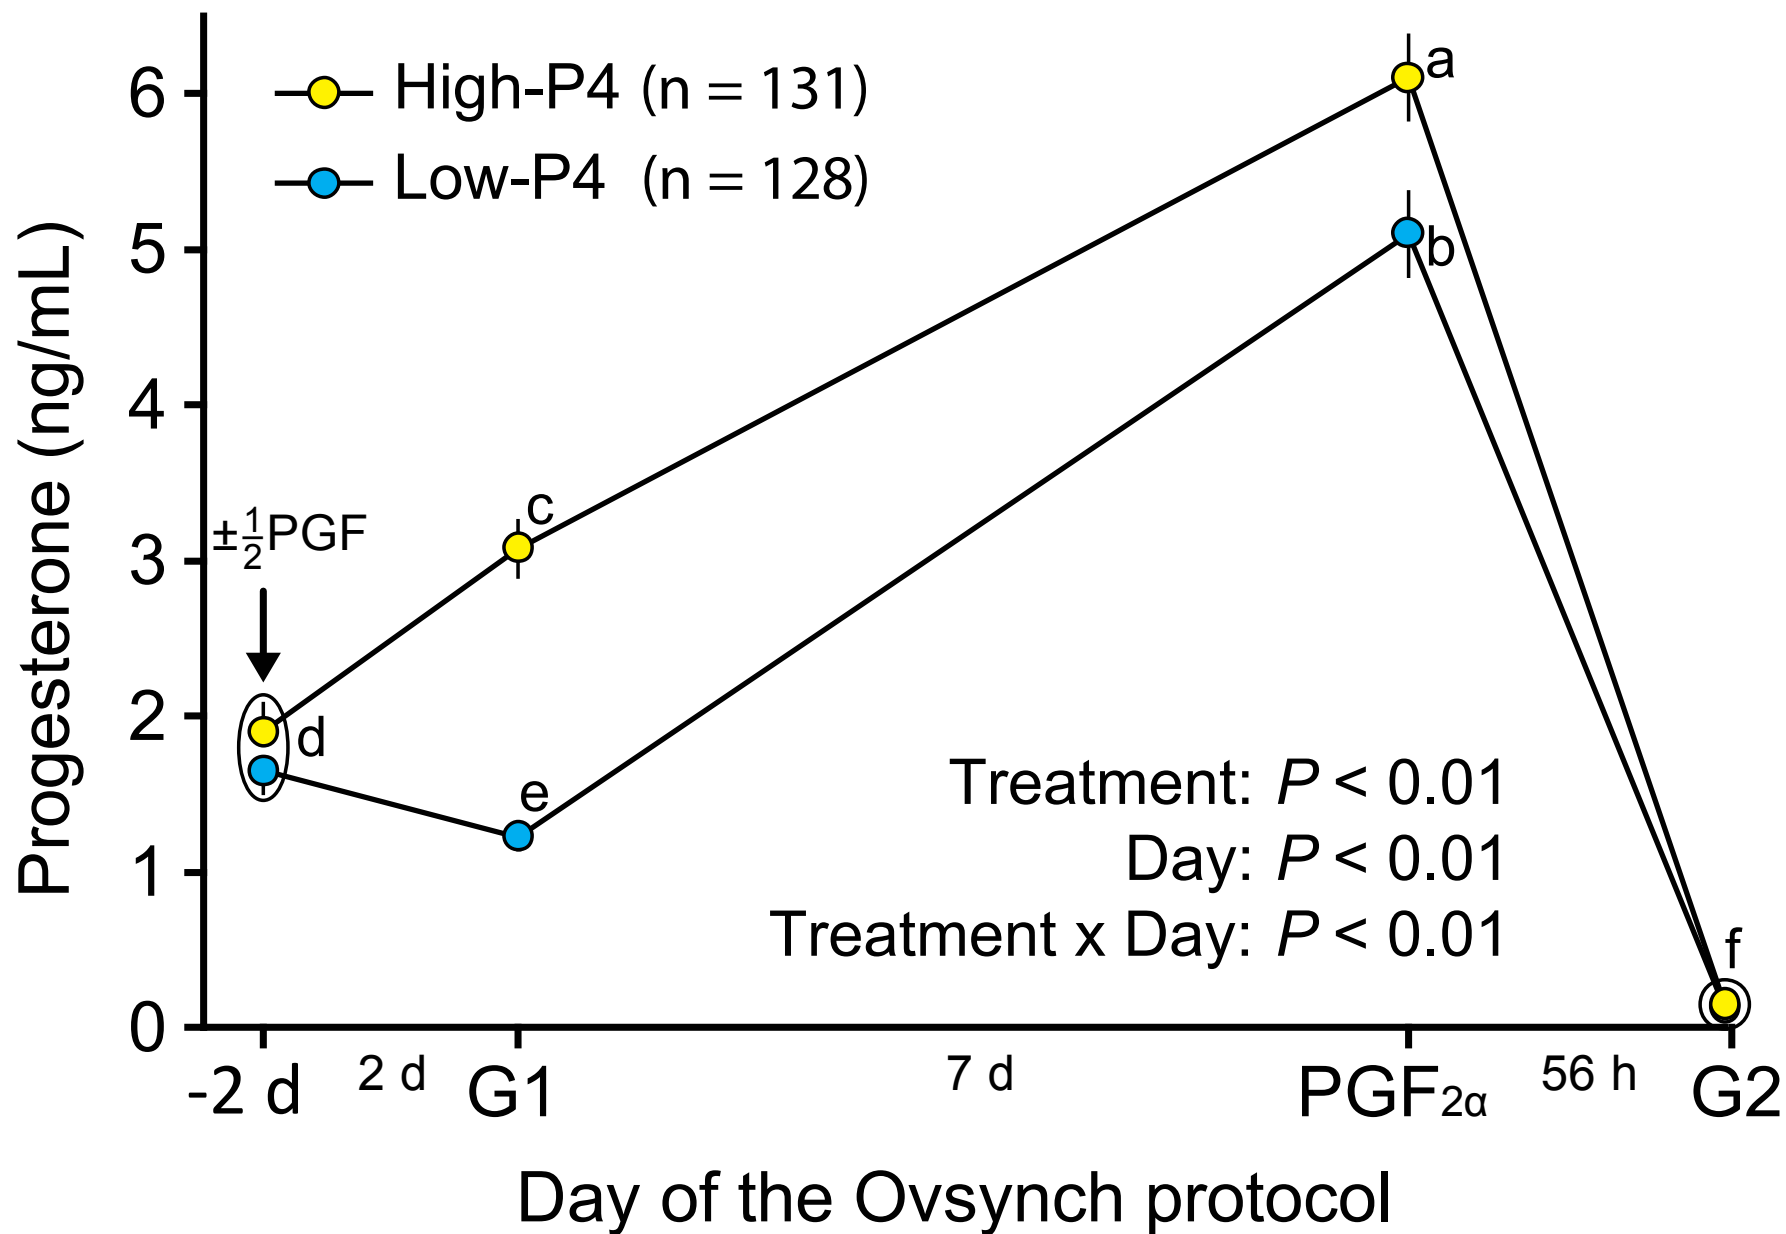 High-P4 (n = 131)
Low-P4 (n = 128)
Progesterone (ng/mL)
6
5
4
3
2
1
0
±½PGF
a
b
c
d
e
f
Treatment: P < 0.01
Day: P < 0.01
Treatment x Day: P < 0.01
-2 d 2 d G1 7 d PGF2α 56 h G2
Day of the Ovsynch protocol